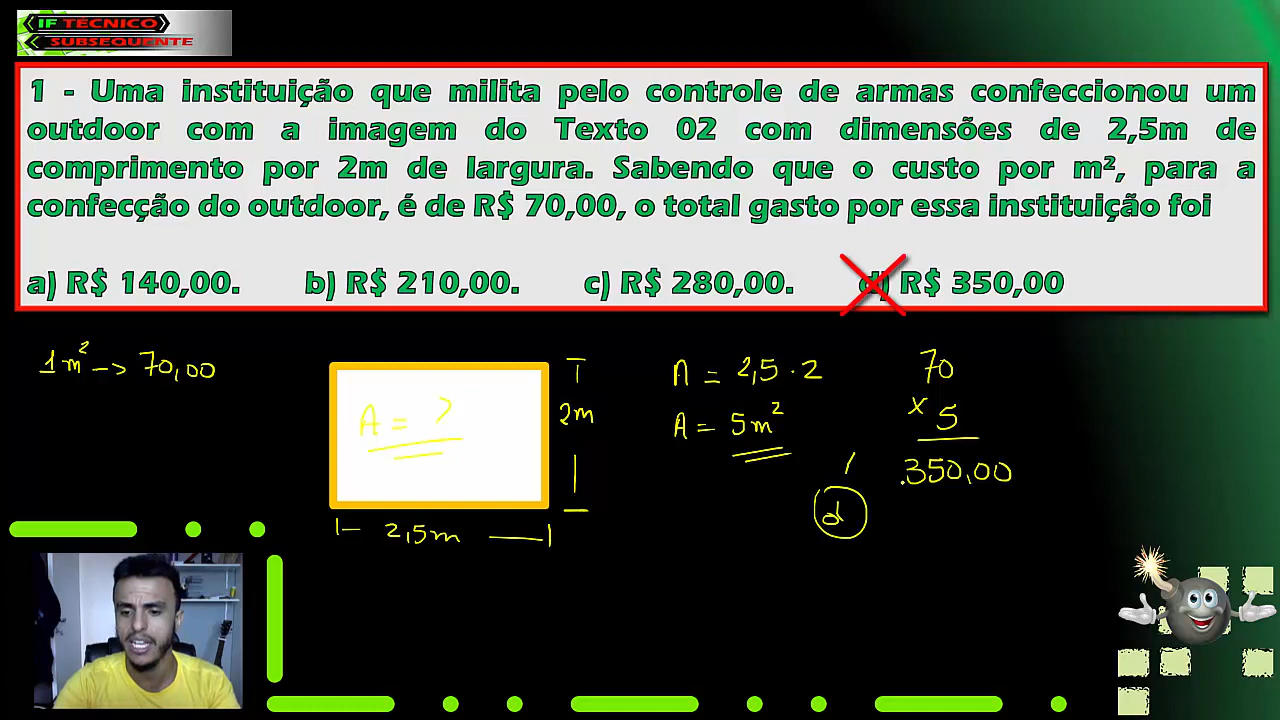 IF TÉCNICO
SUBSEQUENTE
1 - Uma instituição que milita pelo controle de armas confeccionou um
outdoor com a imagem do Texto 02 com dimensões de 2,5m de
comprimento por 2m de largura. Sabendo que o custo por m², para a
confecção do outdoor, é de R$ 70,00, o total gasto por essa instituição foi
a) R$ 140,00. b) R$ 210,00. c) R$ 280,00. d) R$ 350,00
1m² -> 70,00
A = ?
2m
2,5m
A = 2,5 . 2
A = 5m²
70
x 5
.350,00
d